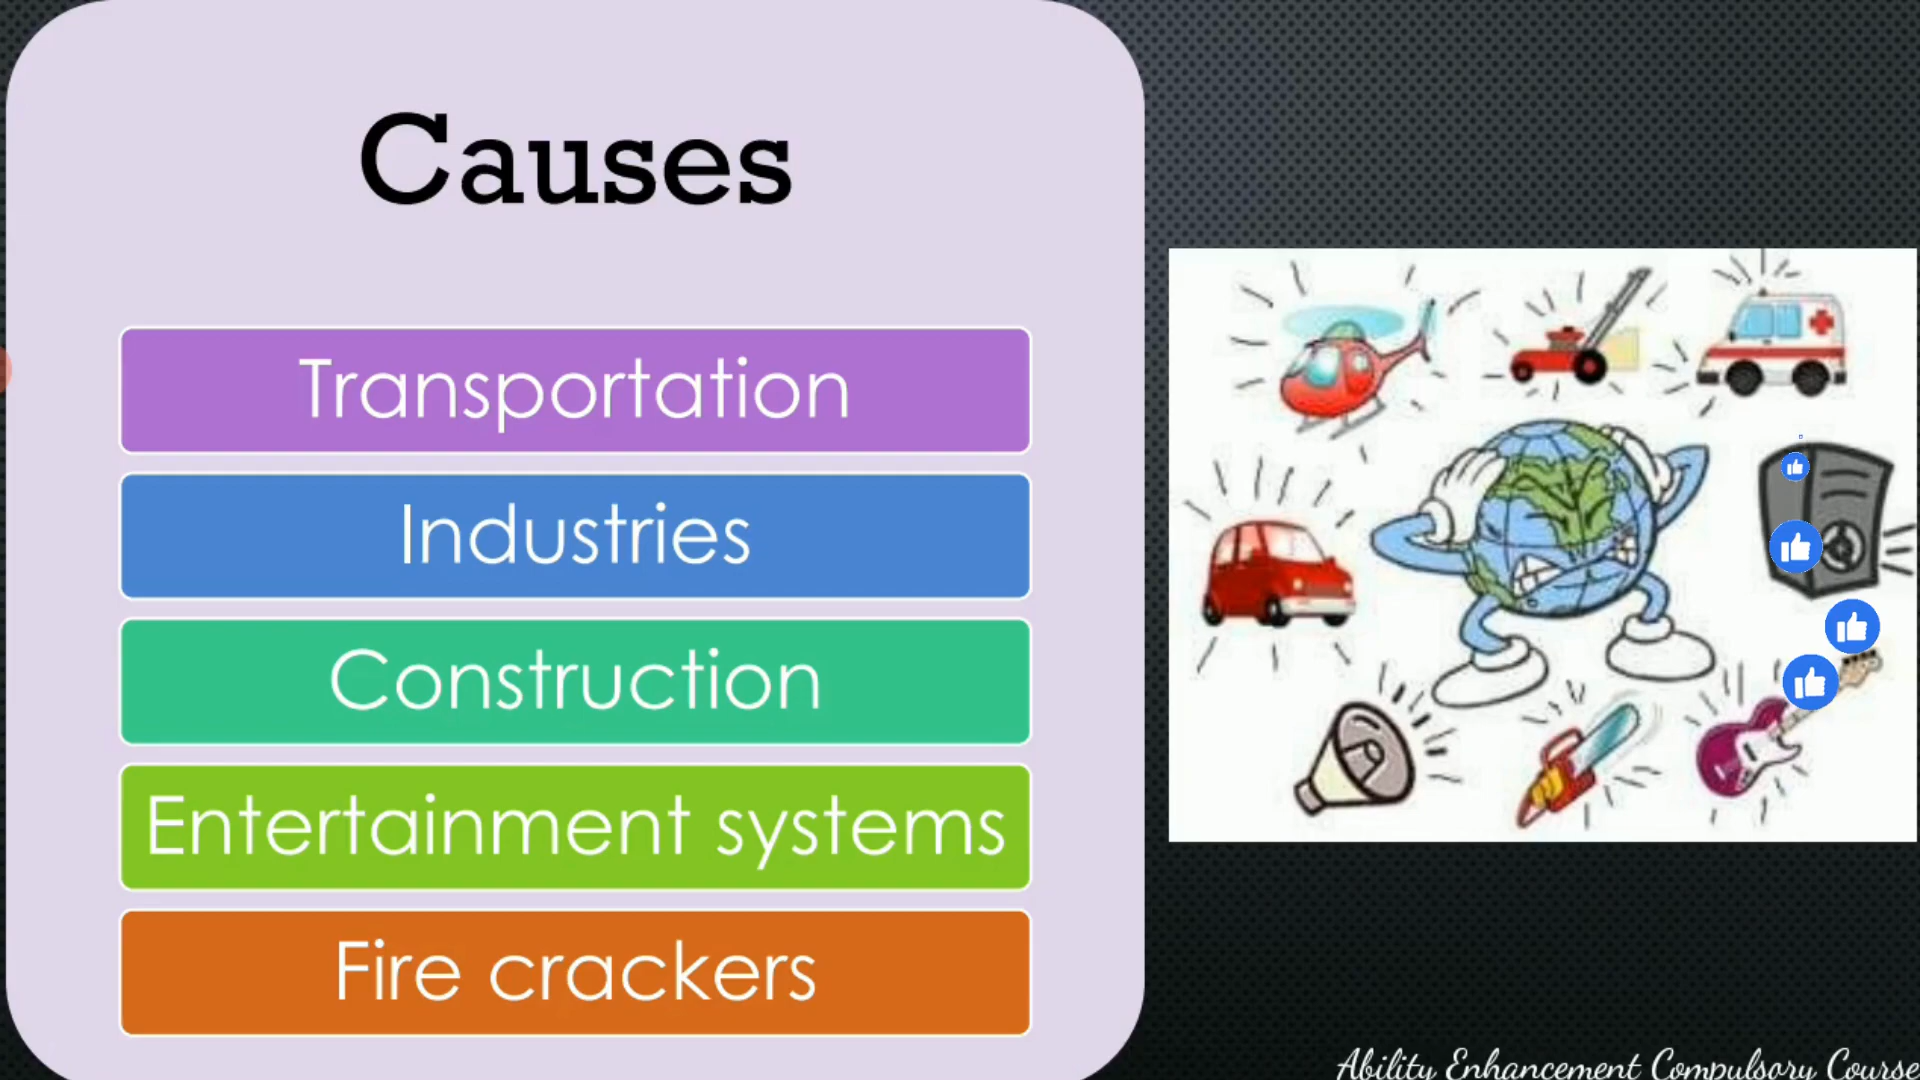 Causes
Transportation
Industries
Construction
Entertainment systems
Fire crackers
Ability Enhancement Compulsory Course